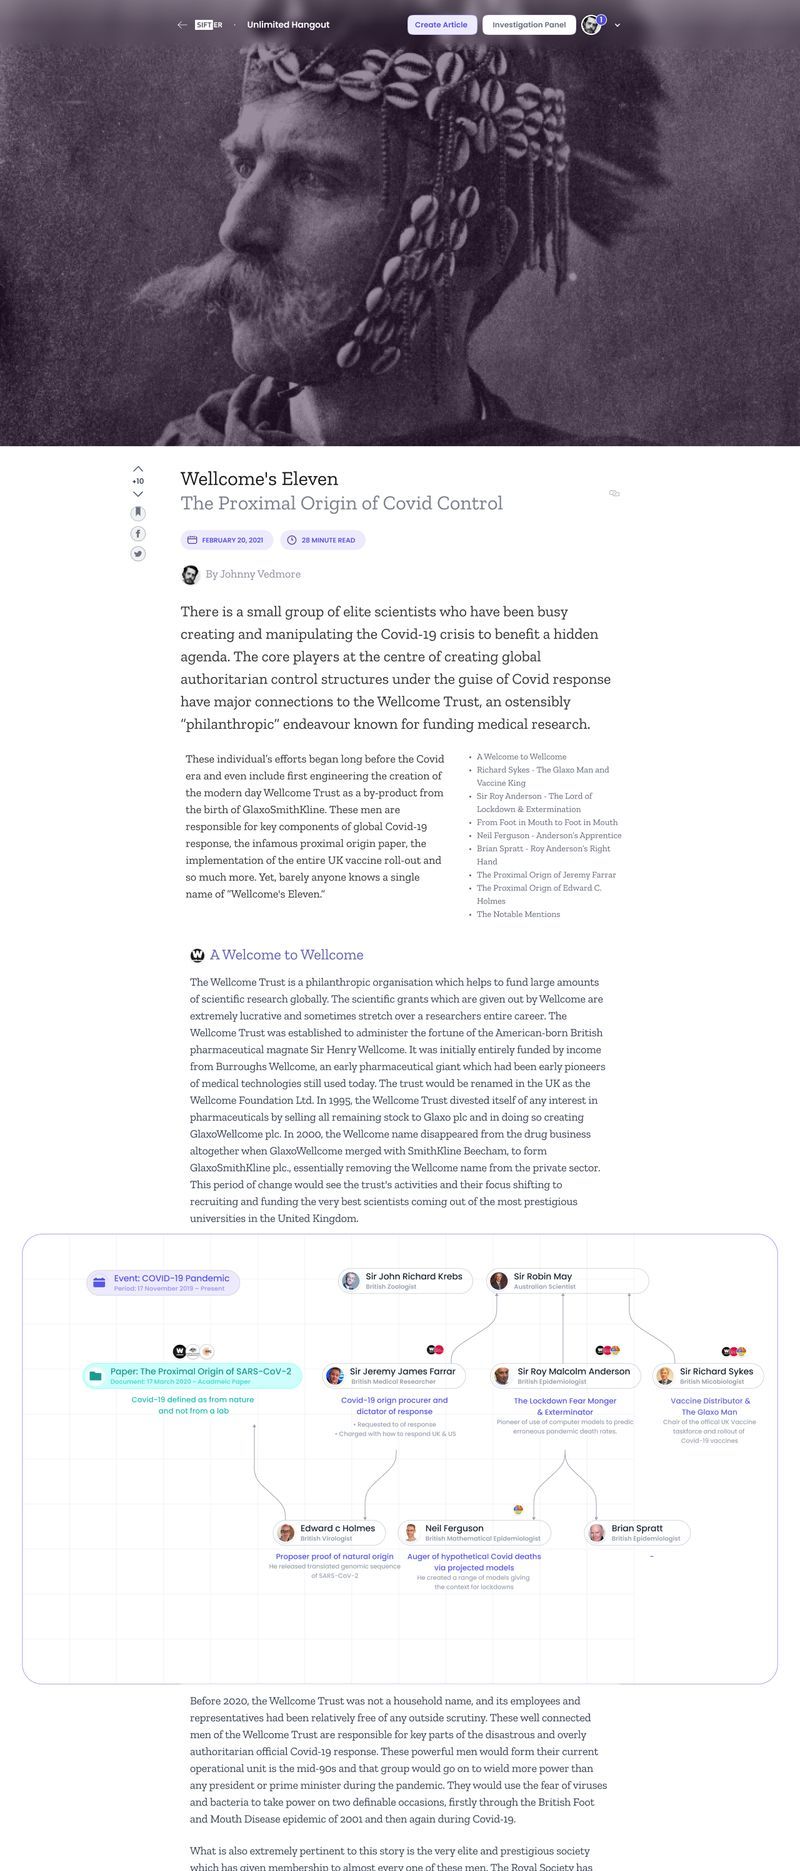 SIFTER
Unlimited Hangout
Create Article
Investigation Panel
1
+10
Wellcome's Eleven
The Proximal Origin of Covid Control
FEBRUARY 20, 2021
28 MINUTE READ
By Johnny Vedmore
There is a small group of elite scientists who have been busy
creating and manipulating the Covid-19 crisis to benefit a hidden
agenda. The core players at the centre of creating global
authoritarian control structures under the guise of Covid response
have major connections to the Wellcome Trust, an ostensibly
“philanthropic” endeavour known for funding medical research.
These individual's efforts began long before the Covid
era and even include first engineering the creation of
the modern day Wellcome Trust as a by-product from
the birth of GlaxoSmithKline. These men are
responsible for key components of global Covid-19
response, the infamous proximal origin paper, the
implementation of the entire UK vaccine roll-out and
so much more. Yet, barely anyone knows a single
name of “Wellcome's Eleven.”
• A Welcome to Wellcome
• Richard Sykes - The Glaxo Man and
Vaccine King
• Sir Roy Anderson - The Lord of
Lockdown & Extermination
• From Foot in Mouth to Foot in Mouth
• Neil Ferguson - Anderson's Apprentice
• Brian Spratt - Roy Anderson's Right
Hand
• The Proximal Orign of Jeremy Farrar
• The Proximal Orign of Edward C.
Holmes
• The Notable Mentions
W A Welcome to Wellcome
The Wellcome Trust is a philanthropic organisation which helps to fund large amounts
of scientific research globally. The scientific grants which are given out by Wellcome are
extremely lucrative and sometimes stretch over a researchers entire career. The
Wellcome Trust was established to administer the fortune of the American-born British
pharmaceutical magnate Sir Henry Wellcome. It was initially entirely funded by income
from Burroughs Wellcome, an early pharmaceutical giant which had been early pioneers
of medical technologies still used today. The trust would be renamed in the UK as the
Wellcome Foundation Ltd. In 1995, the Wellcome Trust divested itself of any interest in
pharmaceuticals by selling all remaining stock to Glaxo plc and in doing so creating
GlaxoWellcome plc. In 2000, the Wellcome name disappeared from the drug business
altogether when GlaxoWellcome merged with SmithKline Beecham, to form
GlaxoSmithKline plc., essentially removing the Wellcome name from the private sector.
This period of change would see the trust's activities and their focus shifting to
recruiting and funding the very best scientists coming out of the most prestigious
universities in the United Kingdom.
Event: COVID-19 Pandemic
Period: 17 November 2019 – Present
Sir John Richard Krebs
British Zoologist
Sir Robin May
Australian Scientist
Paper: The Proximal Origin of SARS-CoV-2
Document: 17 March 2020 - Acadmeic Paper
Covid-19 defined as from nature
and not from a lab
Sir Jeremy James Farrar
British Medical Researcher
Covid-19 orign procurer and
dictator of response
• Requested to of response
• Charged with how to respond UK & US
Sir Roy Malcolm Anderson
British Epidemiologist
The Lockdown Fear Monger
& Exterminator
Pioneer of use of computer models to predic
erroneous pandemic death rates.
Sir Richard Sykes
British Micobiologist
Vaccine Distributor &
The Glaxo Man
Chair of the offical UK Vaccine
taskforce and rollout of
Covid-19 vaccines
Edward c Holmes
British Virologist
Proposer proof of natural origin
He released translated genomic sequence
of SARS-CoV-2
Neil Ferguson
British Mathematical Epidemiologist
Auger of hypothetical Covid deaths
via projected models
He created a range of models giving
the context for lockdowns
Brian Spratt
British Epidemiologist
-
Before 2020, the Wellcome Trust was not a household name, and its employees and
representatives had been relatively free of any outside scrutiny. These well connected
men of the Wellcome Trust are responsible for key parts of the disastrous and overly
authoritarian official Covid-19 response. These powerful men would form their current
operational unit is the mid-90s and that group would go on to wield more power than
any president or prime minister during the pandemic. They would use the fear of viruses
and bacteria to take power on two definable occasions, firstly through the British Foot
and Mouth Disease epidemic of 2001 and then again during Covid-19.
What is also extremely pertinent to this story is the very elite and prestigious society
which has given membership to almost every one of these men. The Royal Society has